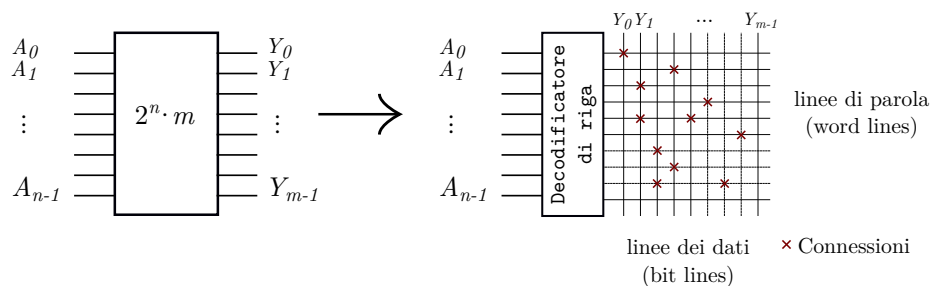 A0
A1
⋮
An-1
2^n · m
Y0
Y1
⋮
Ym-1
A0
A1
⋮
An-1
Decodificatore
di riga
Y0 Y1 ... Ym-1
linee di parola
(word lines)
linee dei dati
(bit lines)
× Connessioni